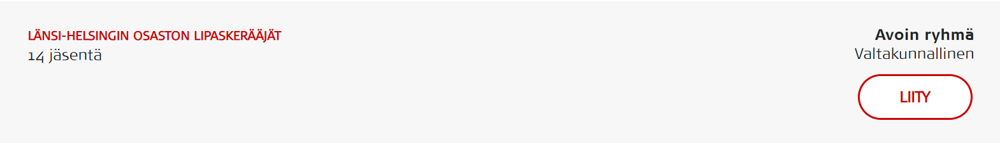 LÄNSI-HELSINGIN OSASTON LIPASKERÄÄJÄT
14 jäsentä
Avoin ryhmä
Valtakunnallinen
LIITY